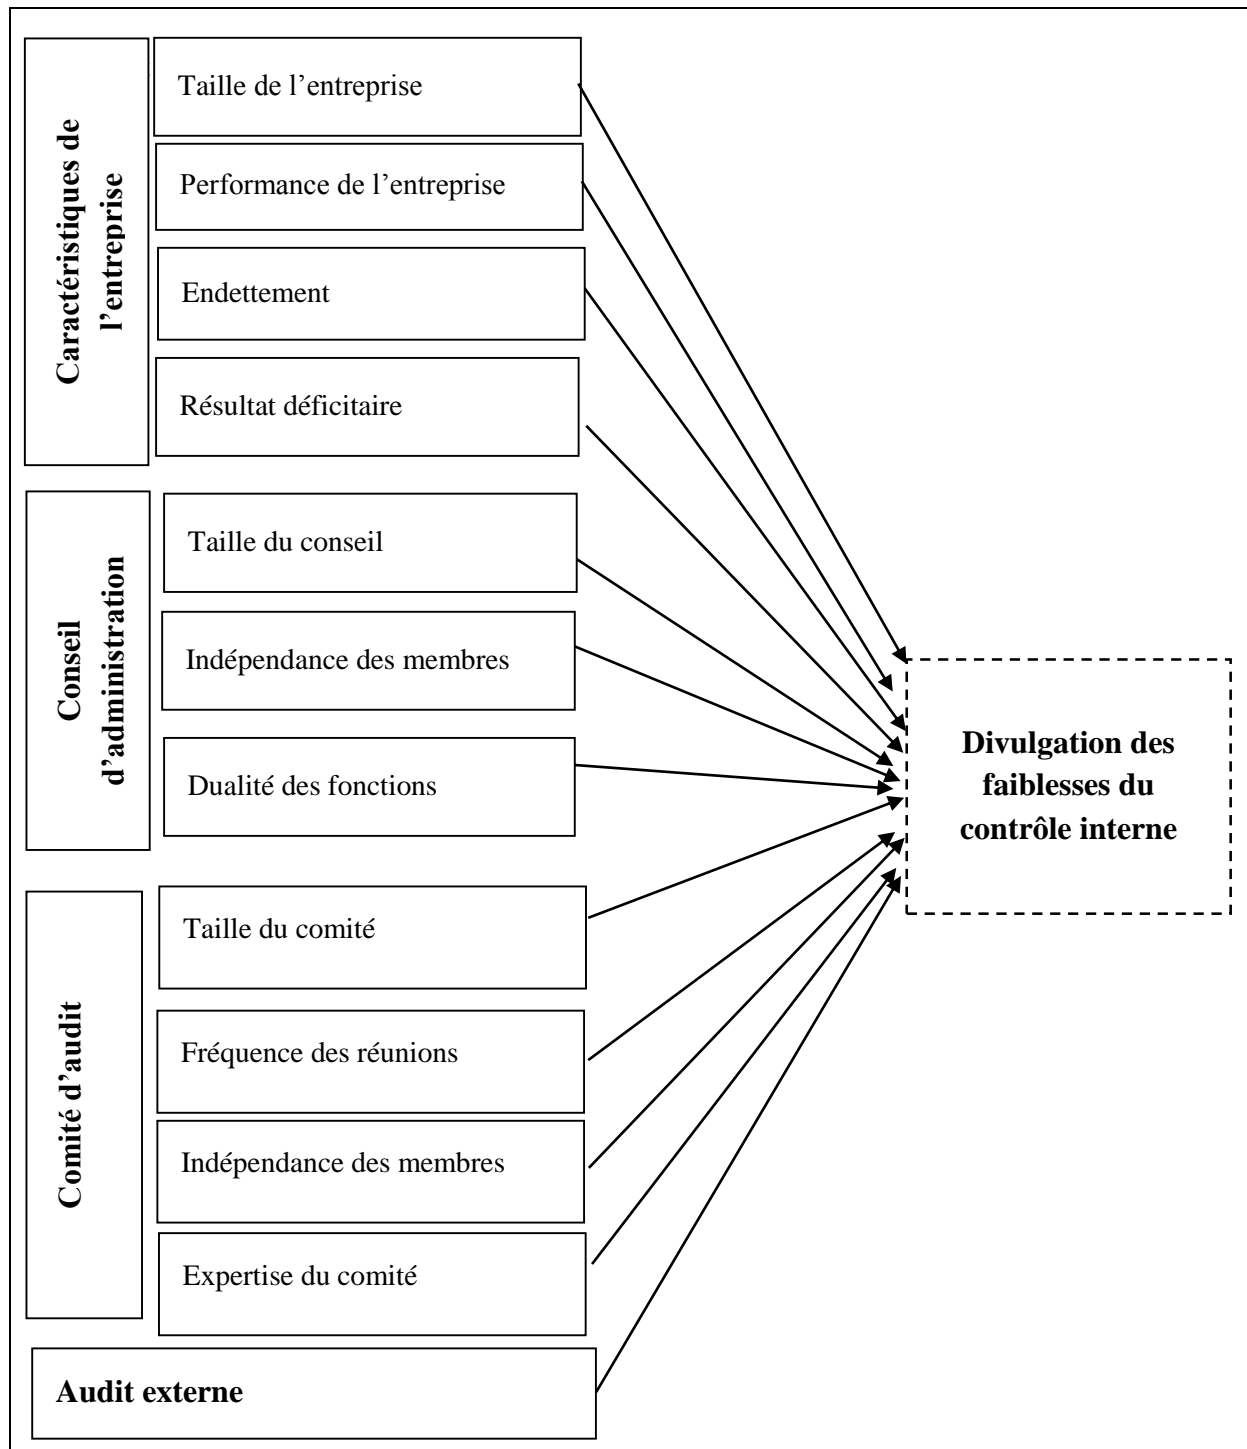 Caractéristiques de
l'entreprise
Taille de l'entreprise
Performance de l'entreprise
Endettement
Résultat déficitaire
Conseil
d'administration
Taille du conseil
Indépendance des membres
Dualité des fonctions
Comité d'audit
Taille du comité
Fréquence des réunions
Indépendance des membres
Expertise du comité
Audit externe
Divulgation des
faiblesses du
contrôle interne